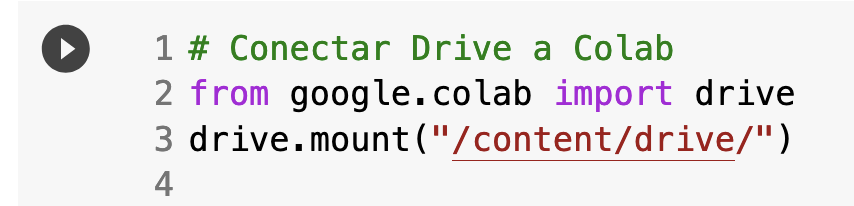 1 # Conectar Drive a Colab
2 from google.colab import drive
3 drive.mount("/content/drive/")
4